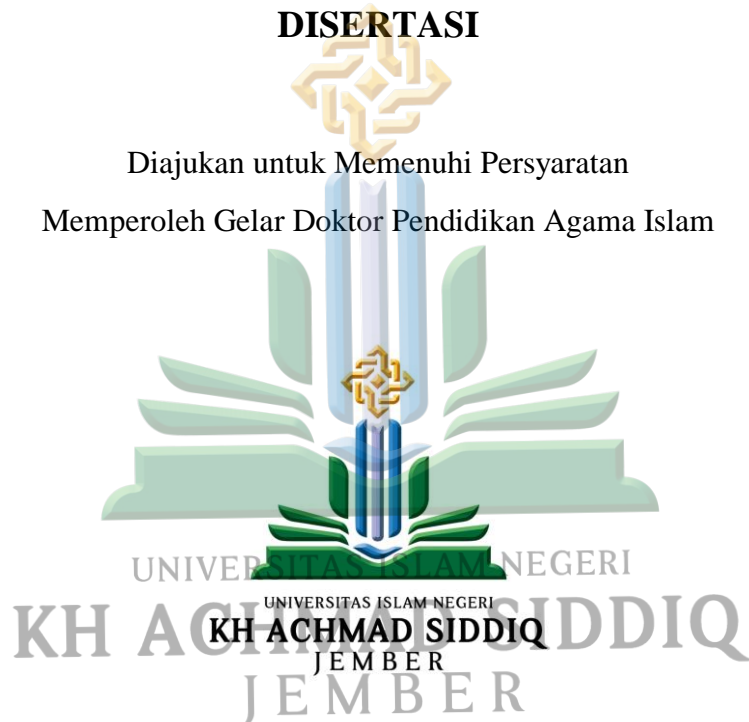 DISERTASI
Diajukan untuk Memenuhi Persyaratan
Memperoleh Gelar Doktor Pendidikan Agama Islam
UNIVERSITAS ISLAM NEGERI
UNIVERSITAS ISLAM NEGERI
KH ACHMAD SIDDIQ
KH ACHMAD SIDDIQ
JEMBER
JEMBER